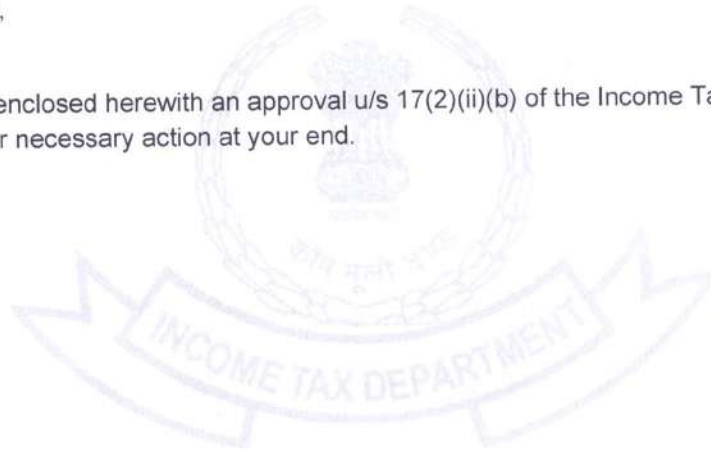 ,
enclosed herewith an approval u/s 17(2)(ii)(b) of the Income Ta
r necessary action at your end.
कोष मूलो दण्डः
INCOME TAX DEPARTMENT